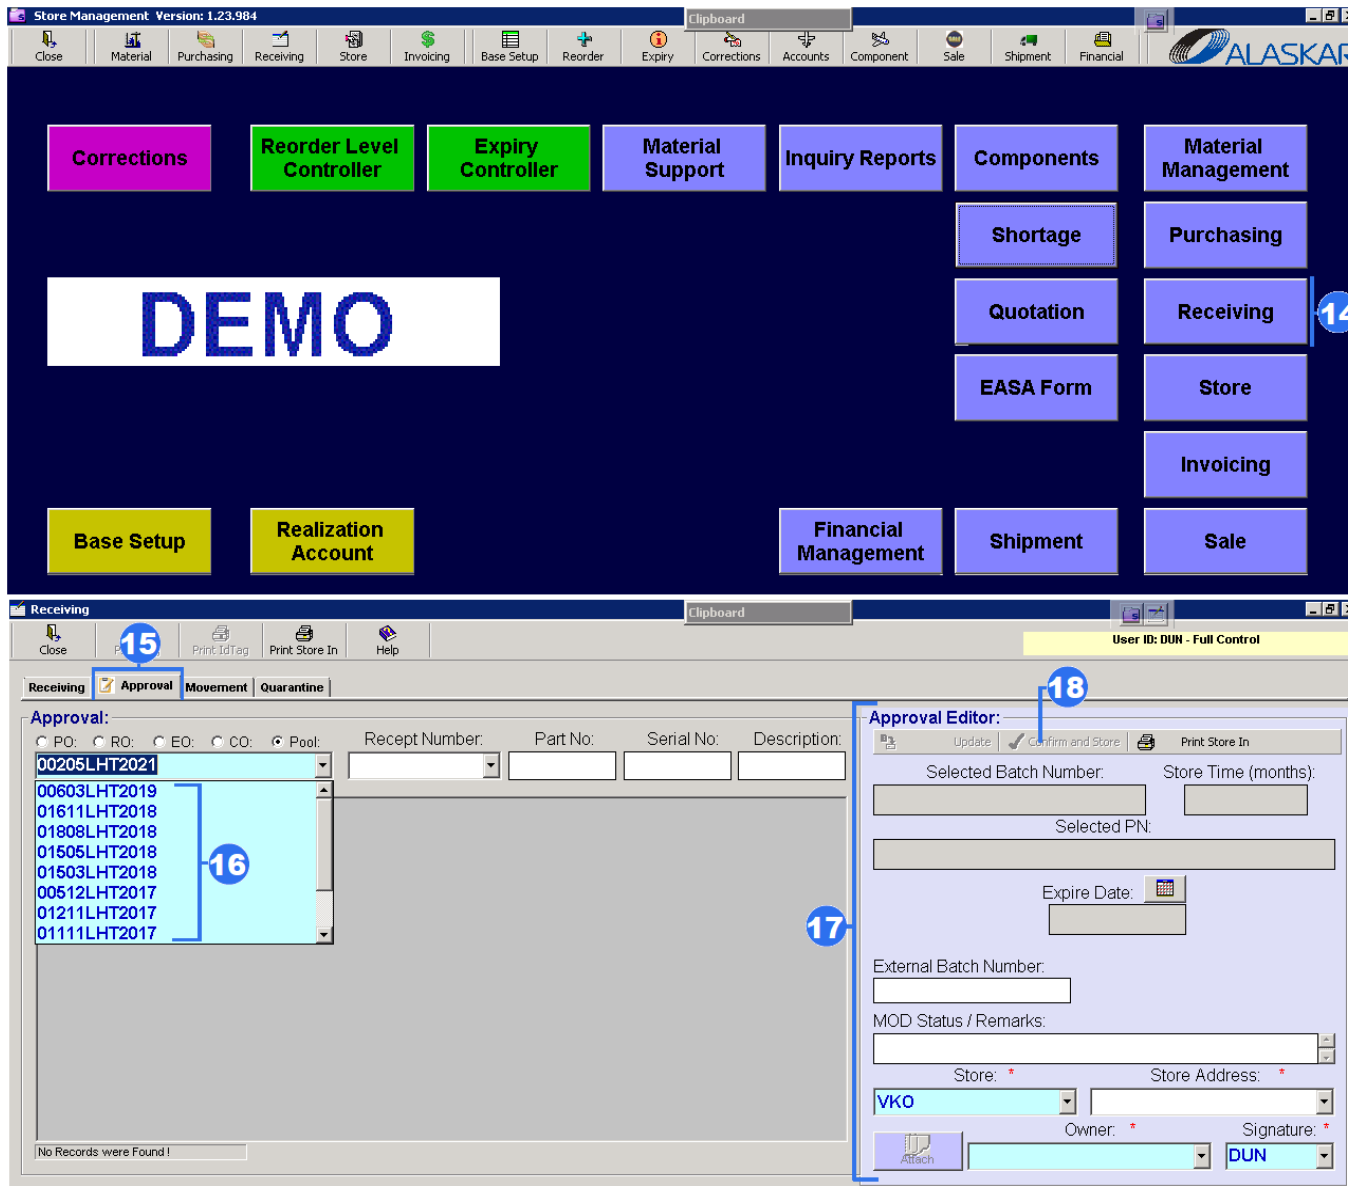 Store Management Version: 1.23.984
Clipboard
Close
Material
Purchasing
Receiving
Store
Invoicing
Base Setup
Reorder
Expiry
Corrections
Accounts
Component
Sale
Shipment
Financial
ALASKAR
Corrections
Reorder Level
Controller
Expiry
Controller
Material
Support
Inquiry Reports
Components
Material
Management
Shortage
Purchasing
DEMO
Quotation
Receiving
14
EASA Form
Store
Invoicing
Base Setup
Realization
Account
Financial
Management
Shipment
Sale
Receiving
Clipboard
Close
15
Print IdTag
Print Store In
Help
User ID: DUN - Full Control
Receiving
Approval
Movement
Quarantine
18
Approval:
Approval Editor:
PO:
RO:
EO:
CO:
Pool:
Recept Number:
Part No:
Serial No:
Description:
Update
Confirm and Store
Print Store In
00205LHT2021
Selected Batch Number:
Store Time (months):
00603LHT2019
01611LHT2018
01808LHT2018
01505LHT2018
01503LHT2018
00512LHT2017
01211LHT2017
01111LHT2017
16
Selected PN:
Expire Date:
17
External Batch Number:
MOD Status / Remarks:
Store: *
Store Address: *
VKO
Owner: *
Signature: *
Attach
DUN
No Records were Found !